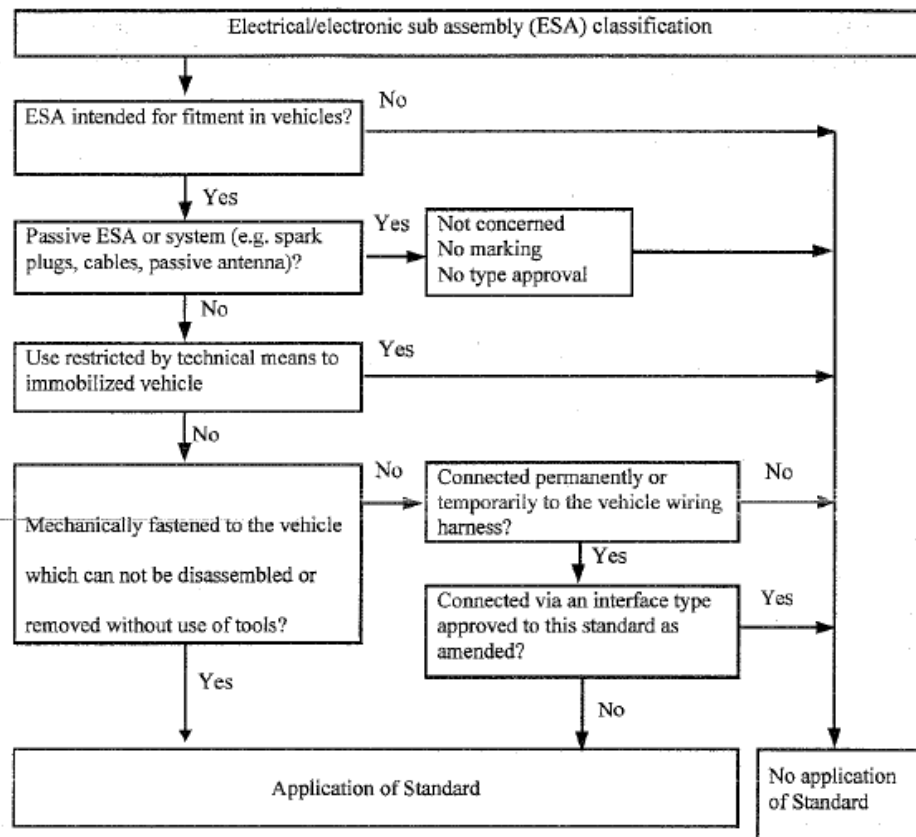 Electrical/electronic sub assembly (ESA) classification
No
ESA intended for fitment in vehicles?
Yes
Passive ESA or system (e.g. spark
plugs, cables, passive antenna)?
Yes
Not concerned
No marking
No type approval
No
Use restricted by technical means to
immobilized vehicle
Yes
No
Mechanically fastened to the vehicle
which can not be disassembled or
removed without use of tools?
No
Connected permanently or
temporarily to the vehicle wiring
harness?
No
Yes
Connected via an interface type
approved to this standard as
amended?
Yes
Yes
No
Application of Standard
No application
of Standard